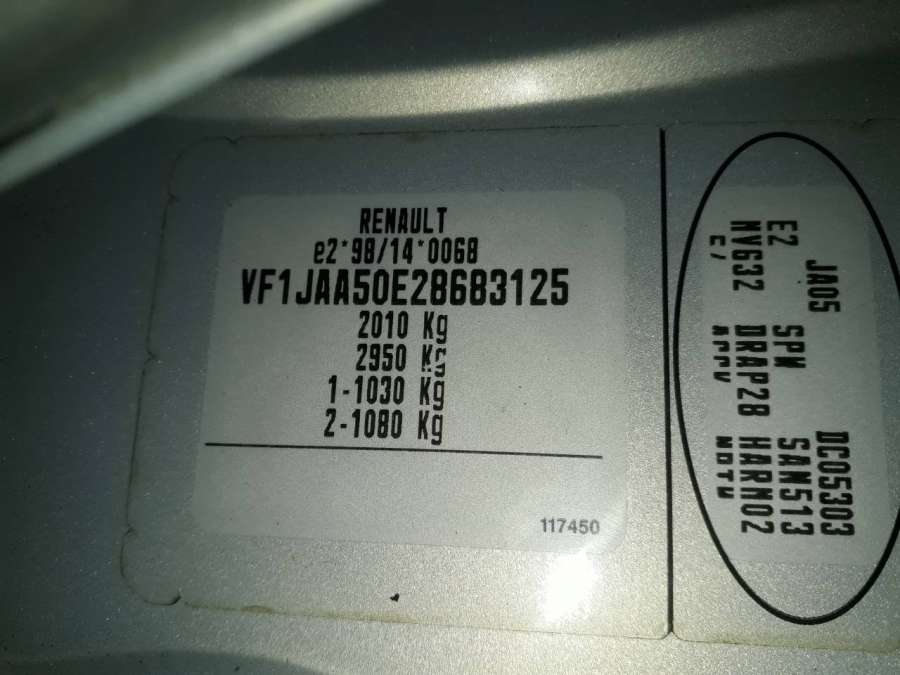 RENAULT
e2*98/14*0068
VF1JAA50E28683125
2010 Kg
2950 Kg
1-1030 Kg
2-1080 Kg
117450
JA05 DC05303
E2 SPW SAN513
NV632 DRAP28 HARM02